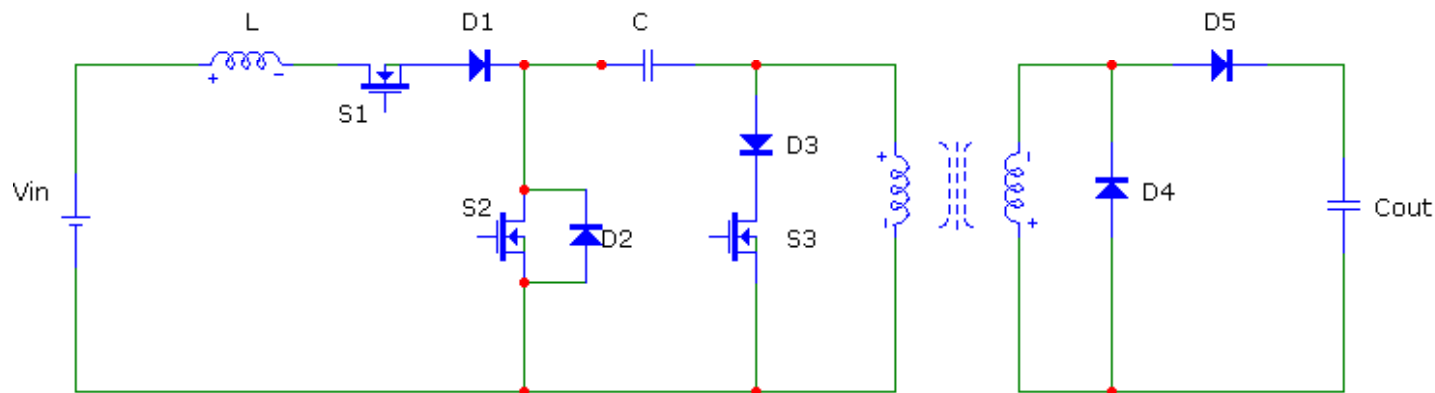 L
D1
C
D5
S1
D3
Vin
S2
D2
S3
D4
Cout
+
-
+
-
-
+